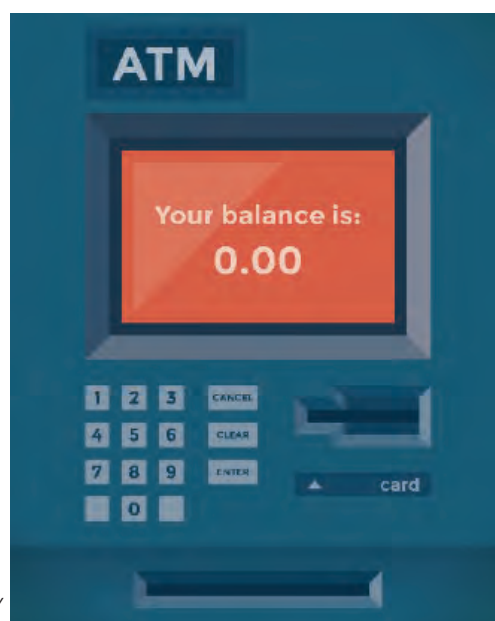 ATM
Your balance is:
0.00
1 2 3 CANCEL
4 5 6 CLEAR
7 8 9 ENTER
0
card